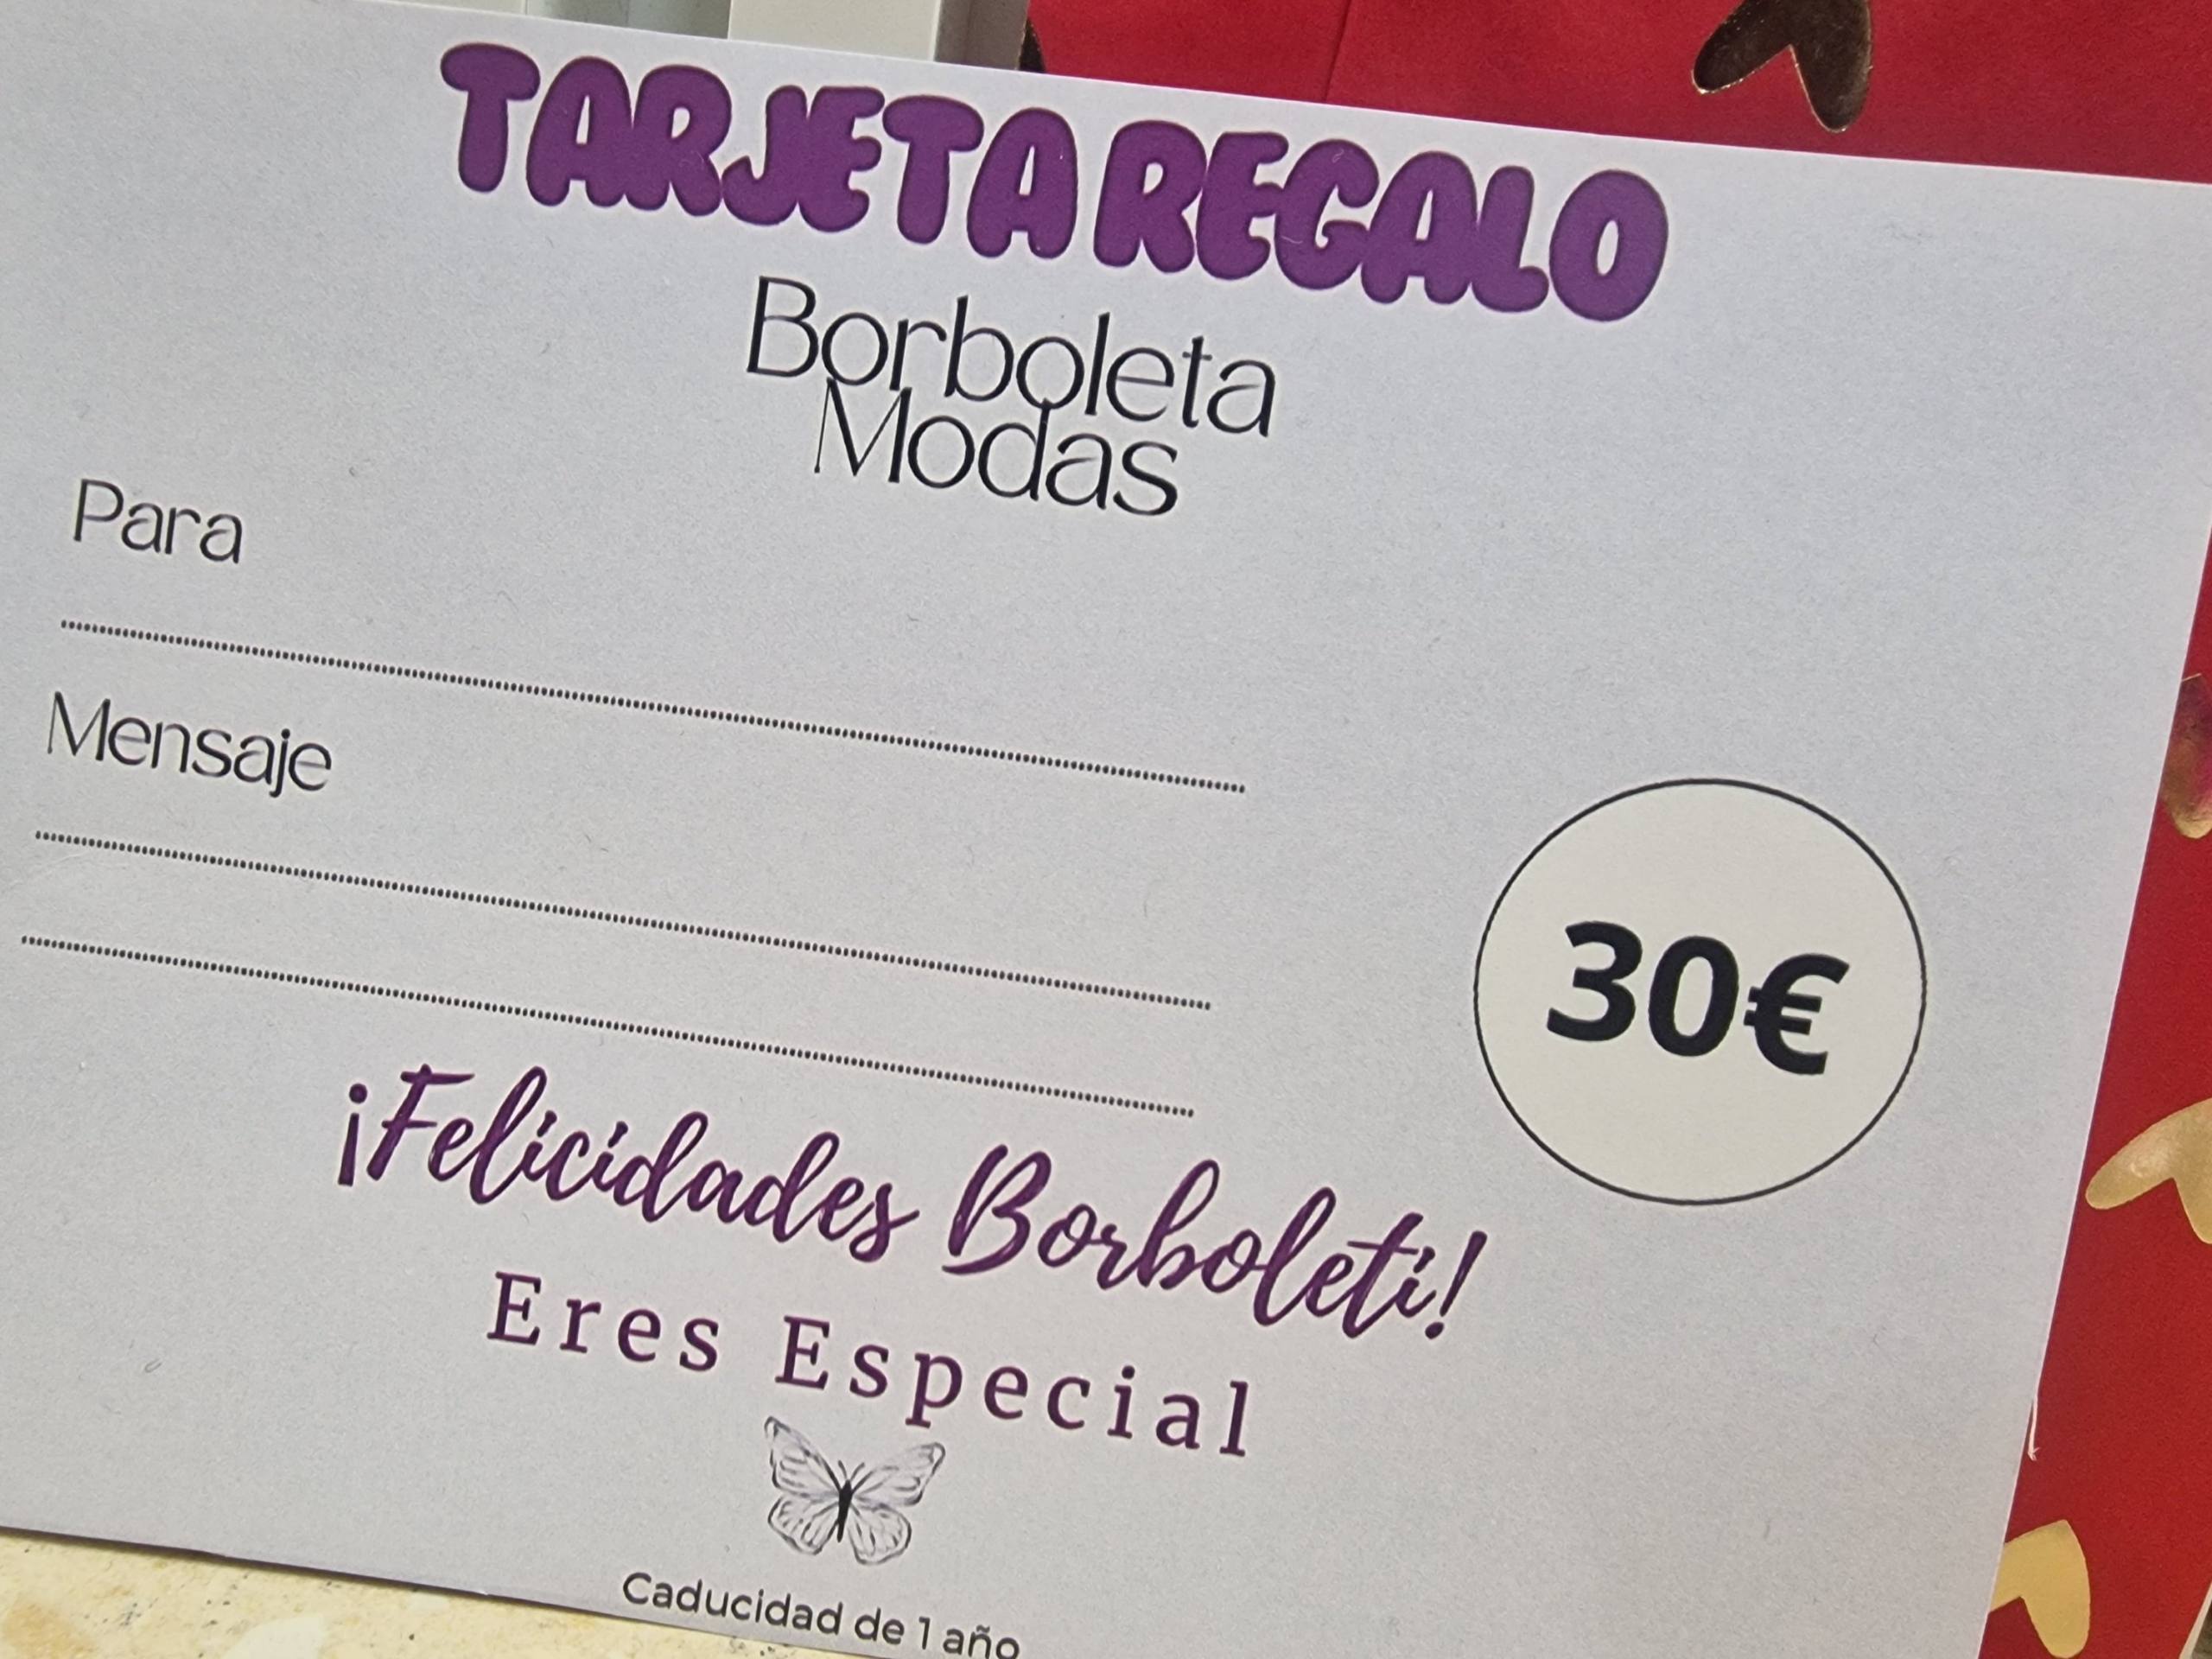 TARJETA REGALO
Borboleta
Modas
Para
Mensaje
30€
¡Felicidades Borboleti!
Eres Especial
Caducidad de 1 año